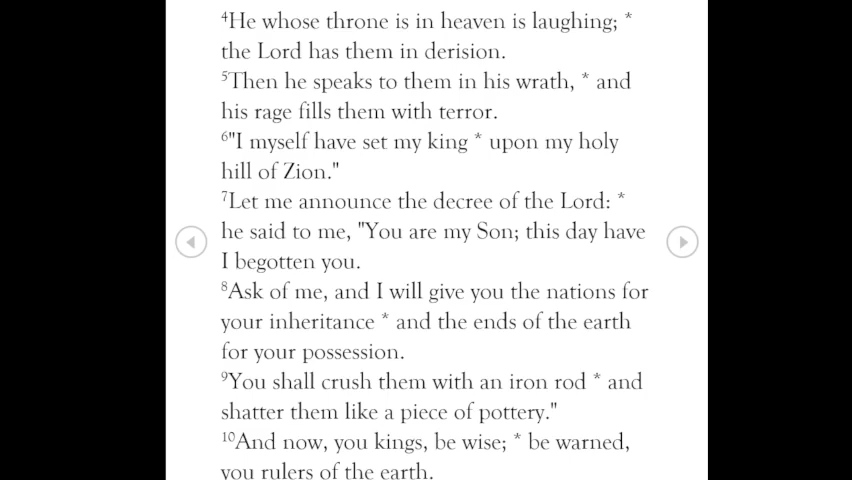 ⁴He whose throne is in heaven is laughing; *
the Lord has them in derision.
⁵Then he speaks to them in his wrath, * and
his rage fills them with terror.
⁶"I myself have set my king * upon my holy
hill of Zion."
⁷Let me announce the decree of the Lord: *
he said to me, "You are my Son; this day have
I begotten you.
⁸Ask of me, and I will give you the nations for
your inheritance * and the ends of the earth
for your possession.
⁹You shall crush them with an iron rod * and
shatter them like a piece of pottery."
¹⁰And now, you kings, be wise; * be warned,
you rulers of the earth.